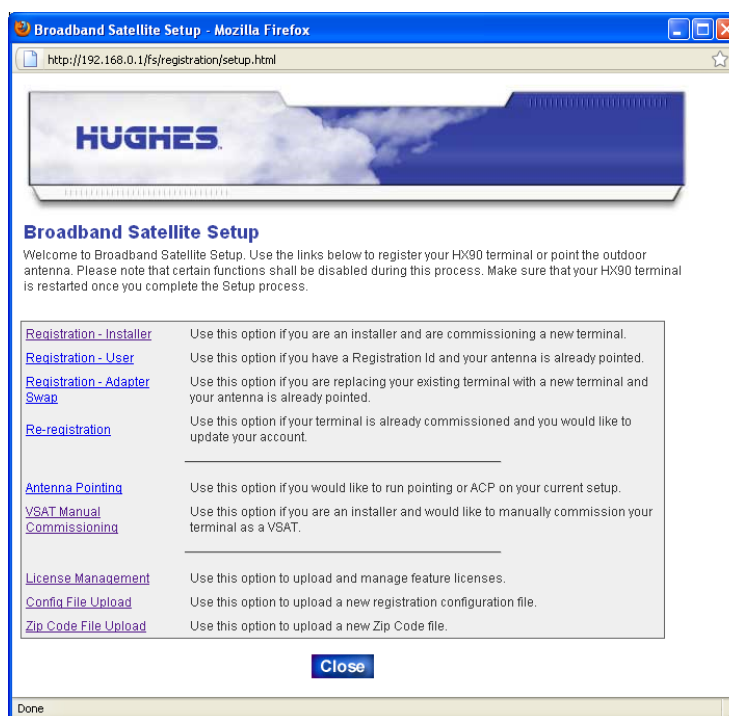 Broadband Satellite Setup - Mozilla Firefox
http://192.168.0.1/fs/registration/setup.html
HUGHES.
Broadband Satellite Setup
Welcome to Broadband Satellite Setup. Use the links below to register your HX90 terminal or point the outdoor
antenna. Please note that certain functions shall be disabled during this process. Make sure that your HX90 terminal
is restarted once you complete the Setup process.
Registration - Installer Use this option if you are an installer and are commissioning a new terminal.
Registration - User Use this option if you have a Registration Id and your antenna is already pointed.
Registration - Adapter Use this option if you are replacing your existing terminal with a new terminal and
Swap your antenna is already pointed.
Re-registration Use this option if your terminal is already commissioned and you would like to
update your account.
Antenna Pointing Use this option if you would like to run pointing or ACP on your current setup.
VSAT Manual Use this option if you are an installer and would like to manually commission your
Commissioning terminal as a VSAT.
License Management Use this option to upload and manage feature licenses.
Config File Upload Use this option to upload a new registration configuration file.
Zip Code File Upload Use this option to upload a new Zip Code file.
Close
Done